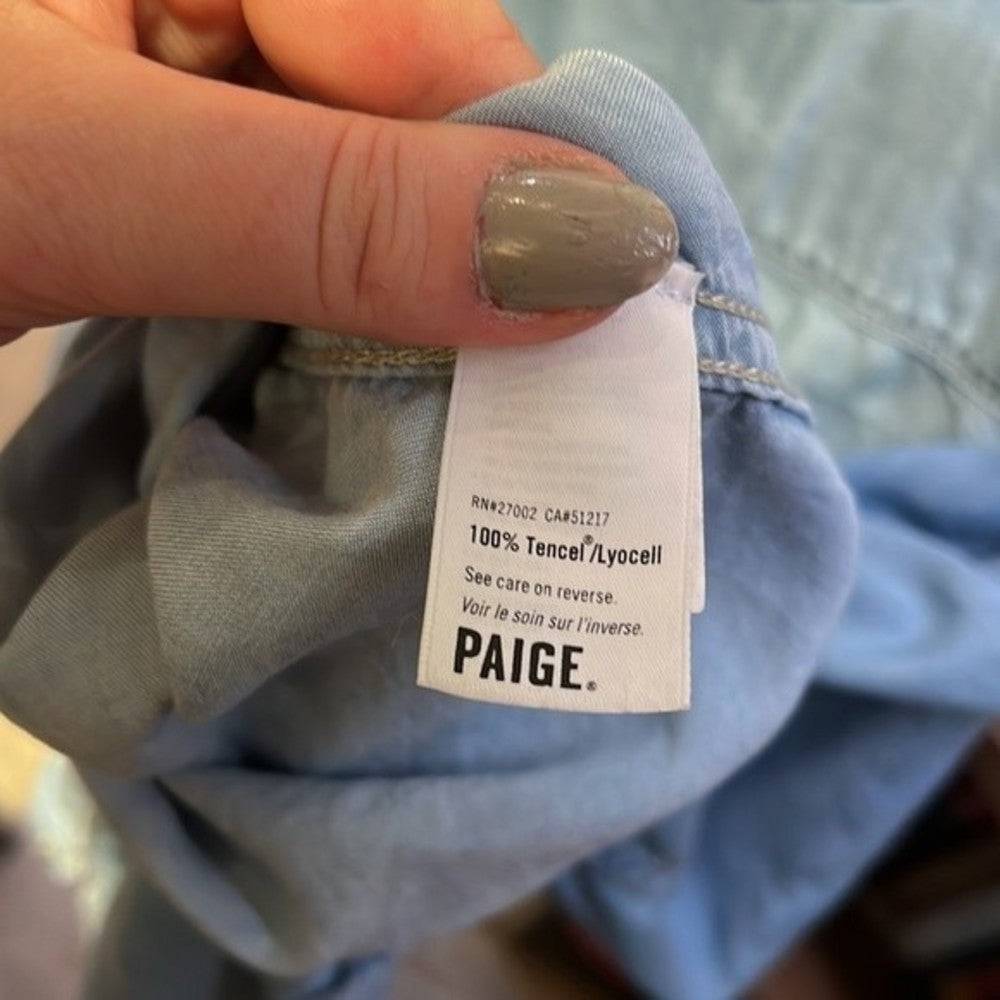 RN#27002 CA#51217
100% Tencel®/Lyocell
See care on reverse.
Voir le soin sur l'inverse.
PAIGE®